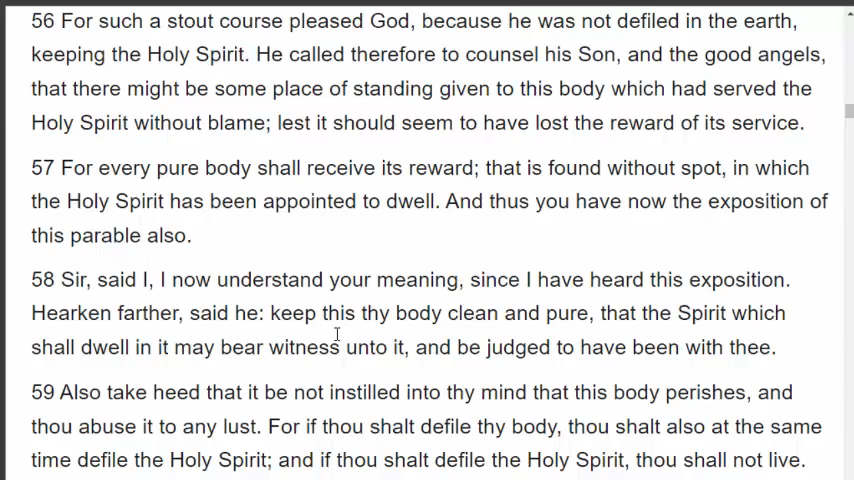 56 For such a stout course pleased God, because he was not defiled in the earth,
keeping the Holy Spirit. He called therefore to counsel his Son, and the good angels,
that there might be some place of standing given to this body which had served the
Holy Spirit without blame; lest it should seem to have lost the reward of its service.
57 For every pure body shall receive its reward; that is found without spot, in which
the Holy Spirit has been appointed to dwell. And thus you have now the exposition of
this parable also.
58 Sir, said I, I now understand your meaning, since I have heard this exposition.
Hearken farther, said he: keep this thy body clean and pure, that the Spirit which
shall dwell in it may bear witness unto it, and be judged to have been with thee.
59 Also take heed that it be not instilled into thy mind that this body perishes, and
thou abuse it to any lust. For if thou shalt defile thy body, thou shalt also at the same
time defile the Holy Spirit; and if thou shalt defile the Holy Spirit, thou shall not live.